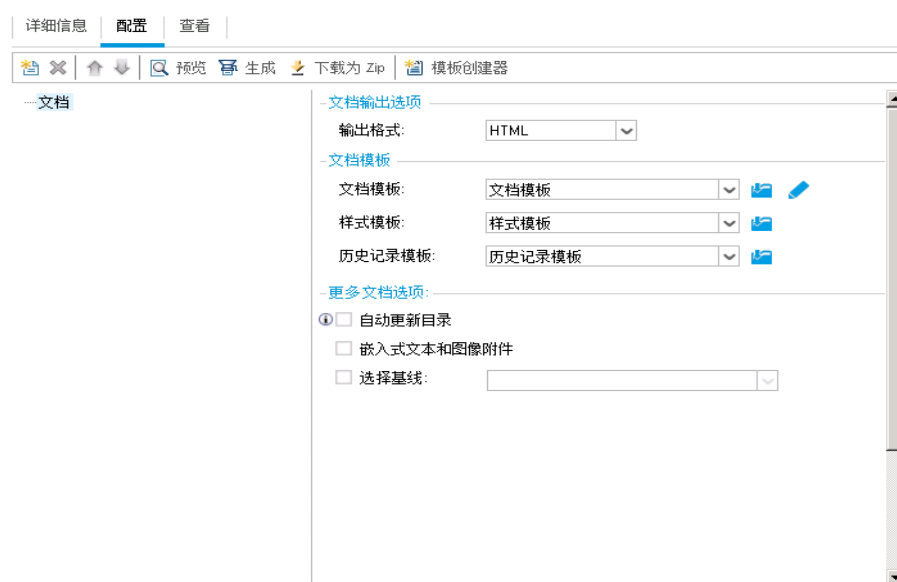 详细信息 配置 查看
预览 生成 下载为 Zip 模板创建器
文档
文档输出选项
输出格式: HTML
文档模板
文档模板: 文档模板
样式模板: 样式模板
历史记录模板: 历史记录模板
更多文档选项:
自动更新目录
嵌入式文本和图像附件
选择基线: